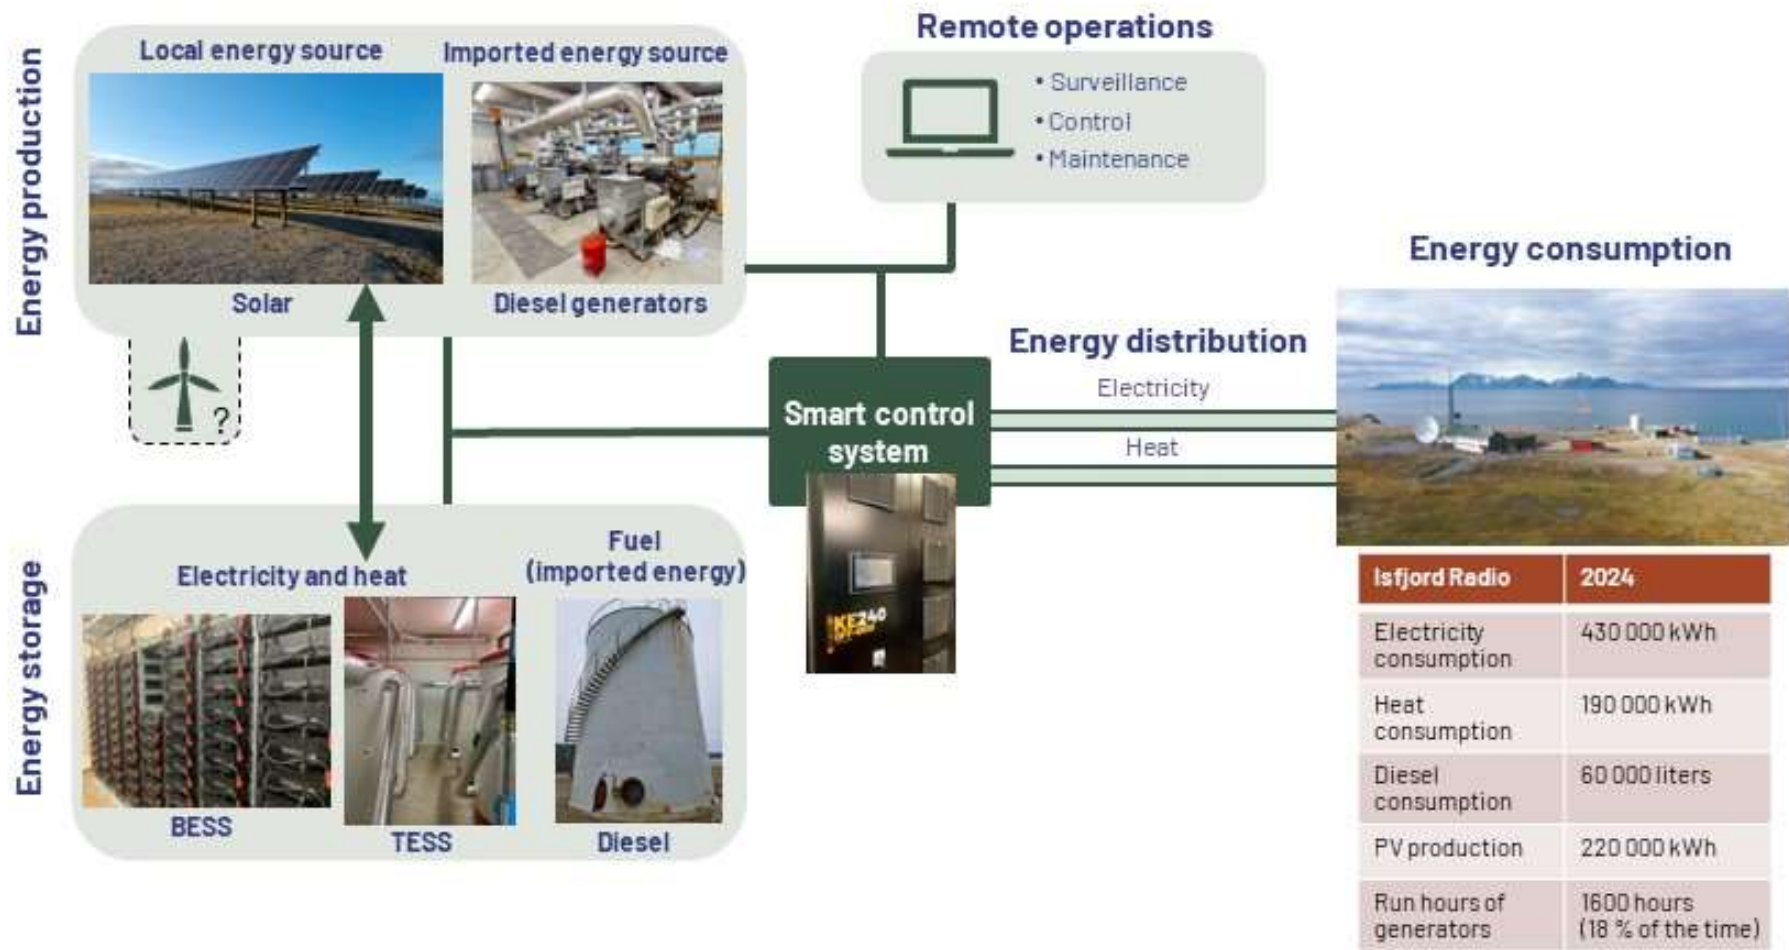 Energy production
Local energy source
Imported energy source
Solar
Diesel generators
?
Remote operations
• Surveillance
• Control
• Maintenance
Smart control
system
KE240
Energy distribution
Electricity
Heat
Energy consumption
Energy storage
Electricity and heat
Fuel
(imported energy)
BESS
TESS
Diesel
Isfjord Radio 2024
Electricity
consumption 430 000 kWh
Heat
consumption 190 000 kWh
Diesel
consumption 60 000 liters
PV production 220 000 kWh
Run hours of
generators 1600 hours
(18 % of the time)